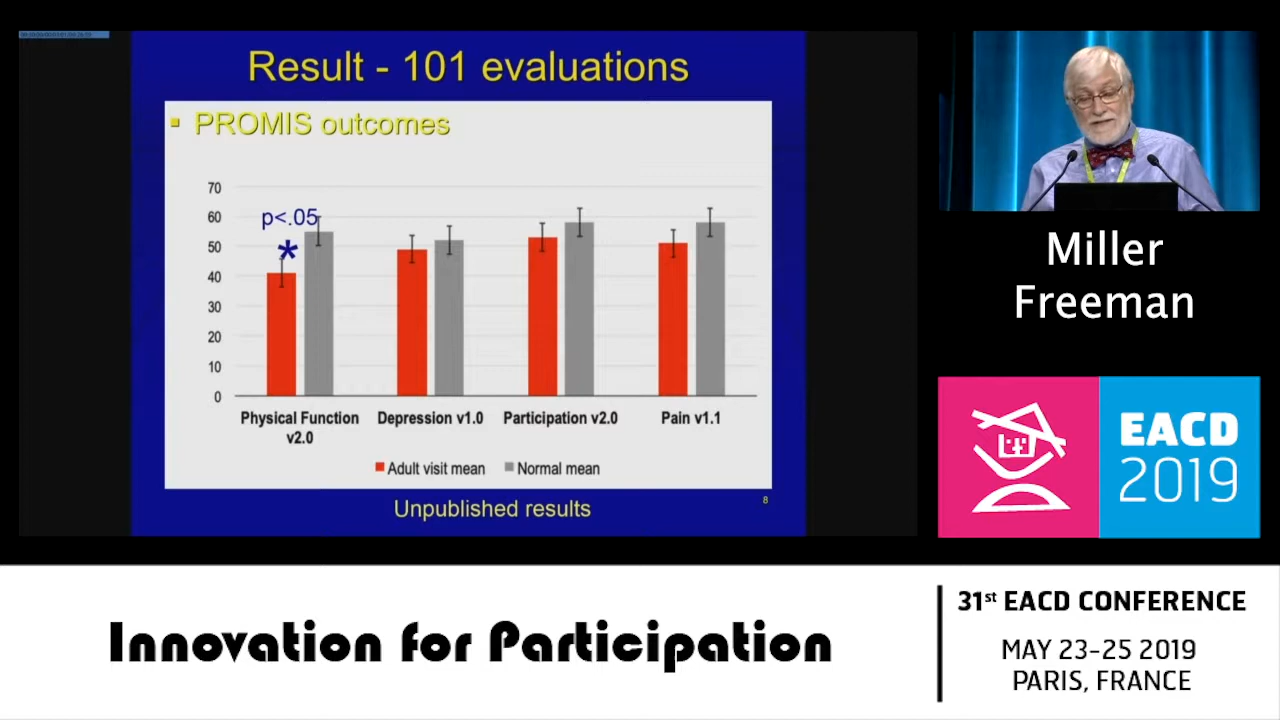 Result - 101 evaluations
PROMIS outcomes
70
60
50
40
30
20
10
0
p<.05
*
Physical Function
v2.0
Depression v1.0
Participation v2.0
Pain v1.1
Adult visit mean
Normal mean
Unpublished results
8
Miller
Freeman
EACD
2019
Innovation for Participation
31st EACD CONFERENCE
MAY 23-25 2019
PARIS, FRANCE